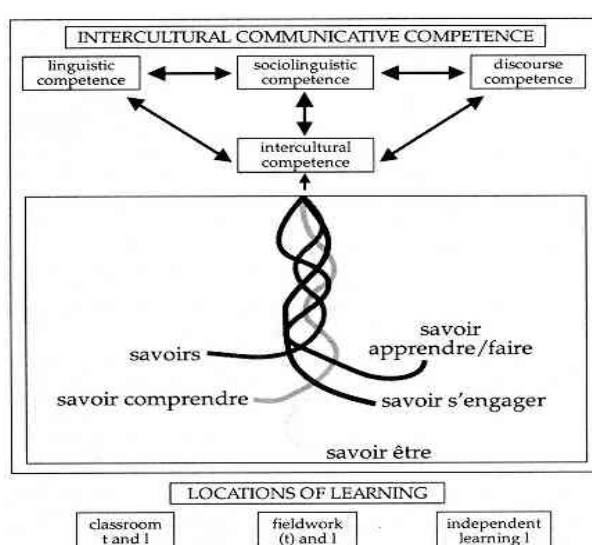 INTERCULTURAL COMMUNICATIVE COMPETENCE
linguistic
competence
sociolinguistic
competence
discourse
competence
intercultural
competence
savoirs
savoir
apprendre/faire
savoir comprendre
savoir s'engager
savoir être
LOCATIONS OF LEARNING
classroom
t and l
fieldwork
(t) and l
independent
learning l